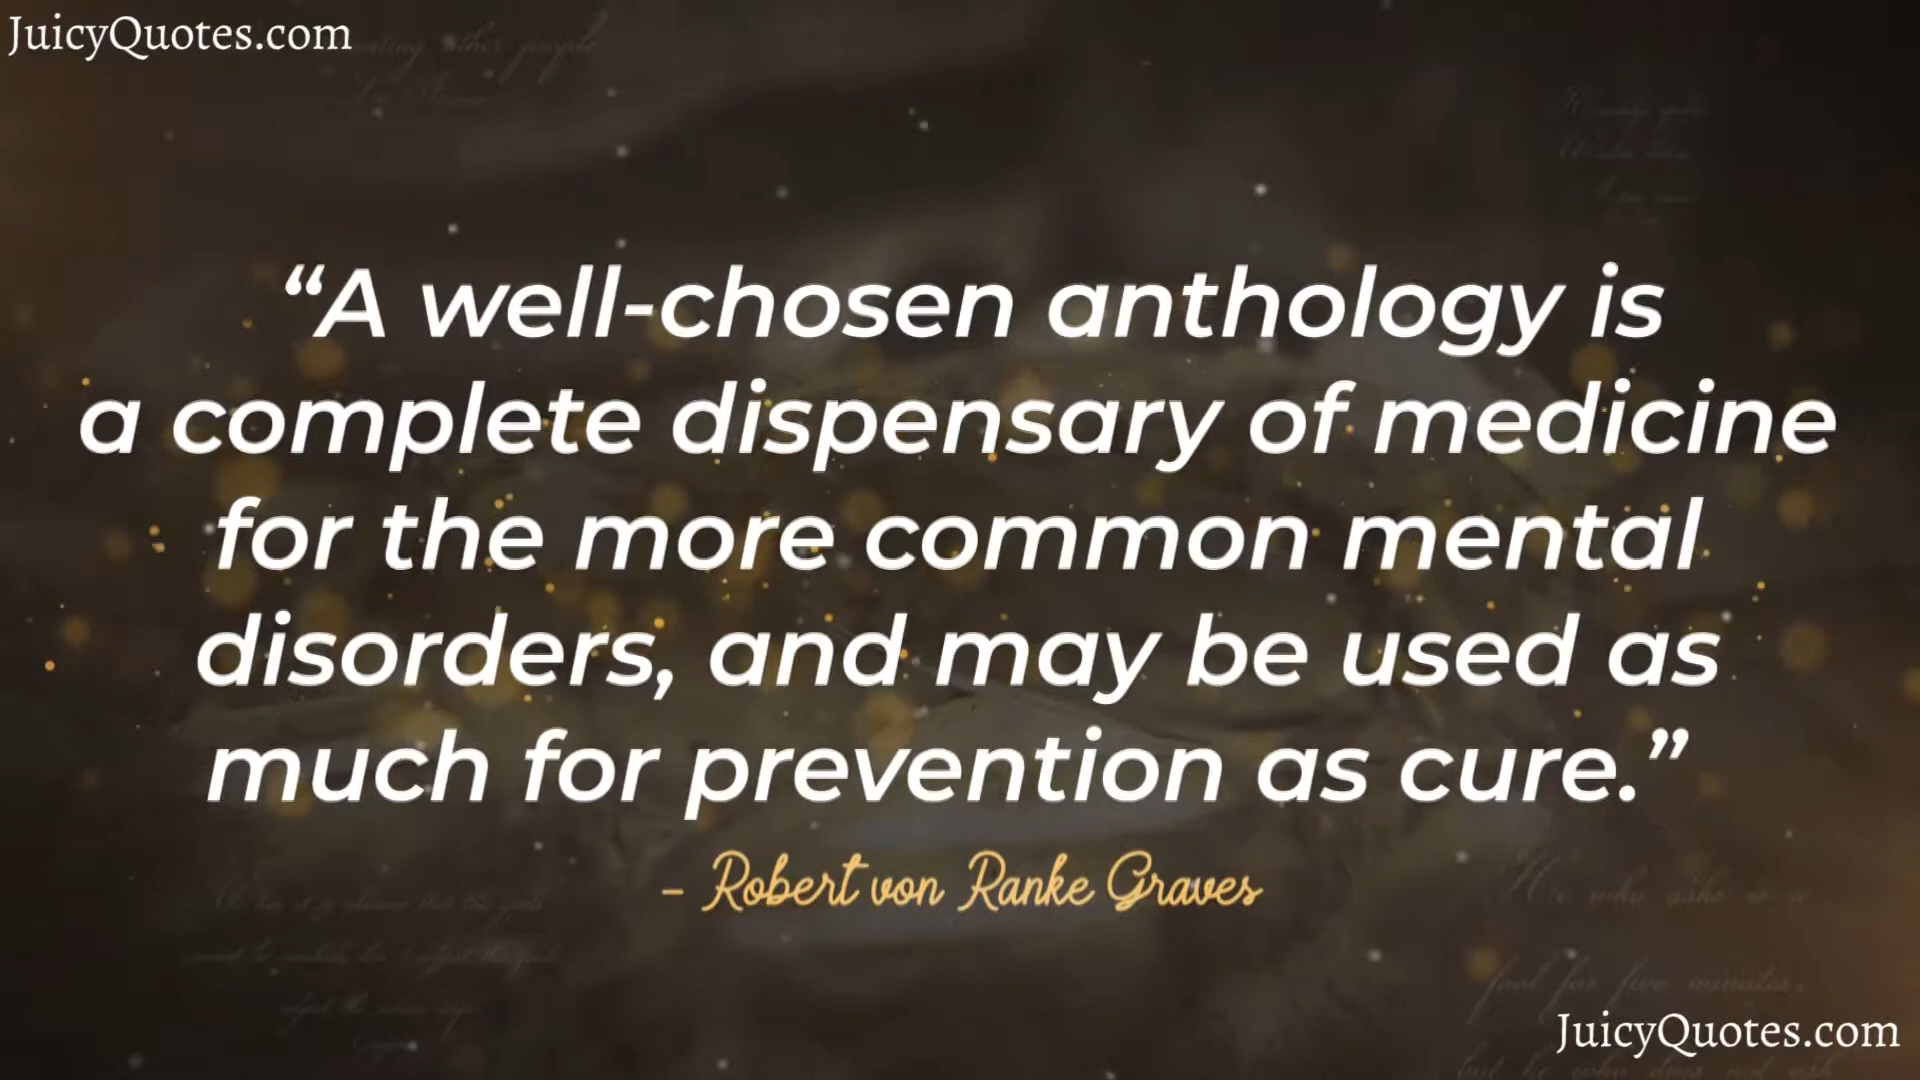 JuicyQuotes.com
“A well-chosen anthology is
a complete dispensary of medicine
for the more common mental
disorders, and may be used as
much for prevention as cure.”
– Robert von Ranke Graves
JuicyQuotes.com